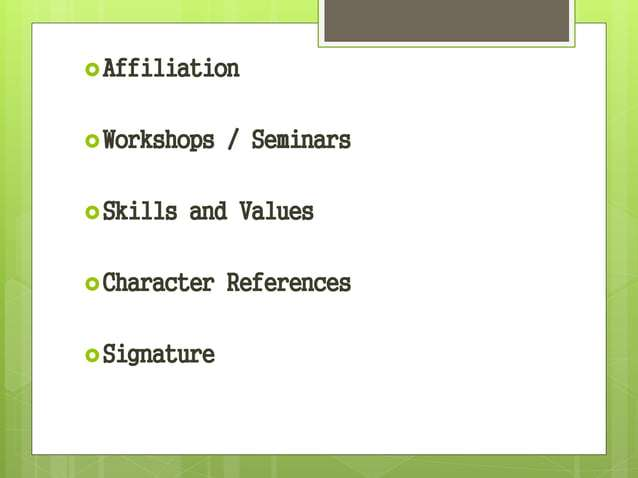 Affiliation
Workshops / Seminars
Skills and Values
Character References
Signature